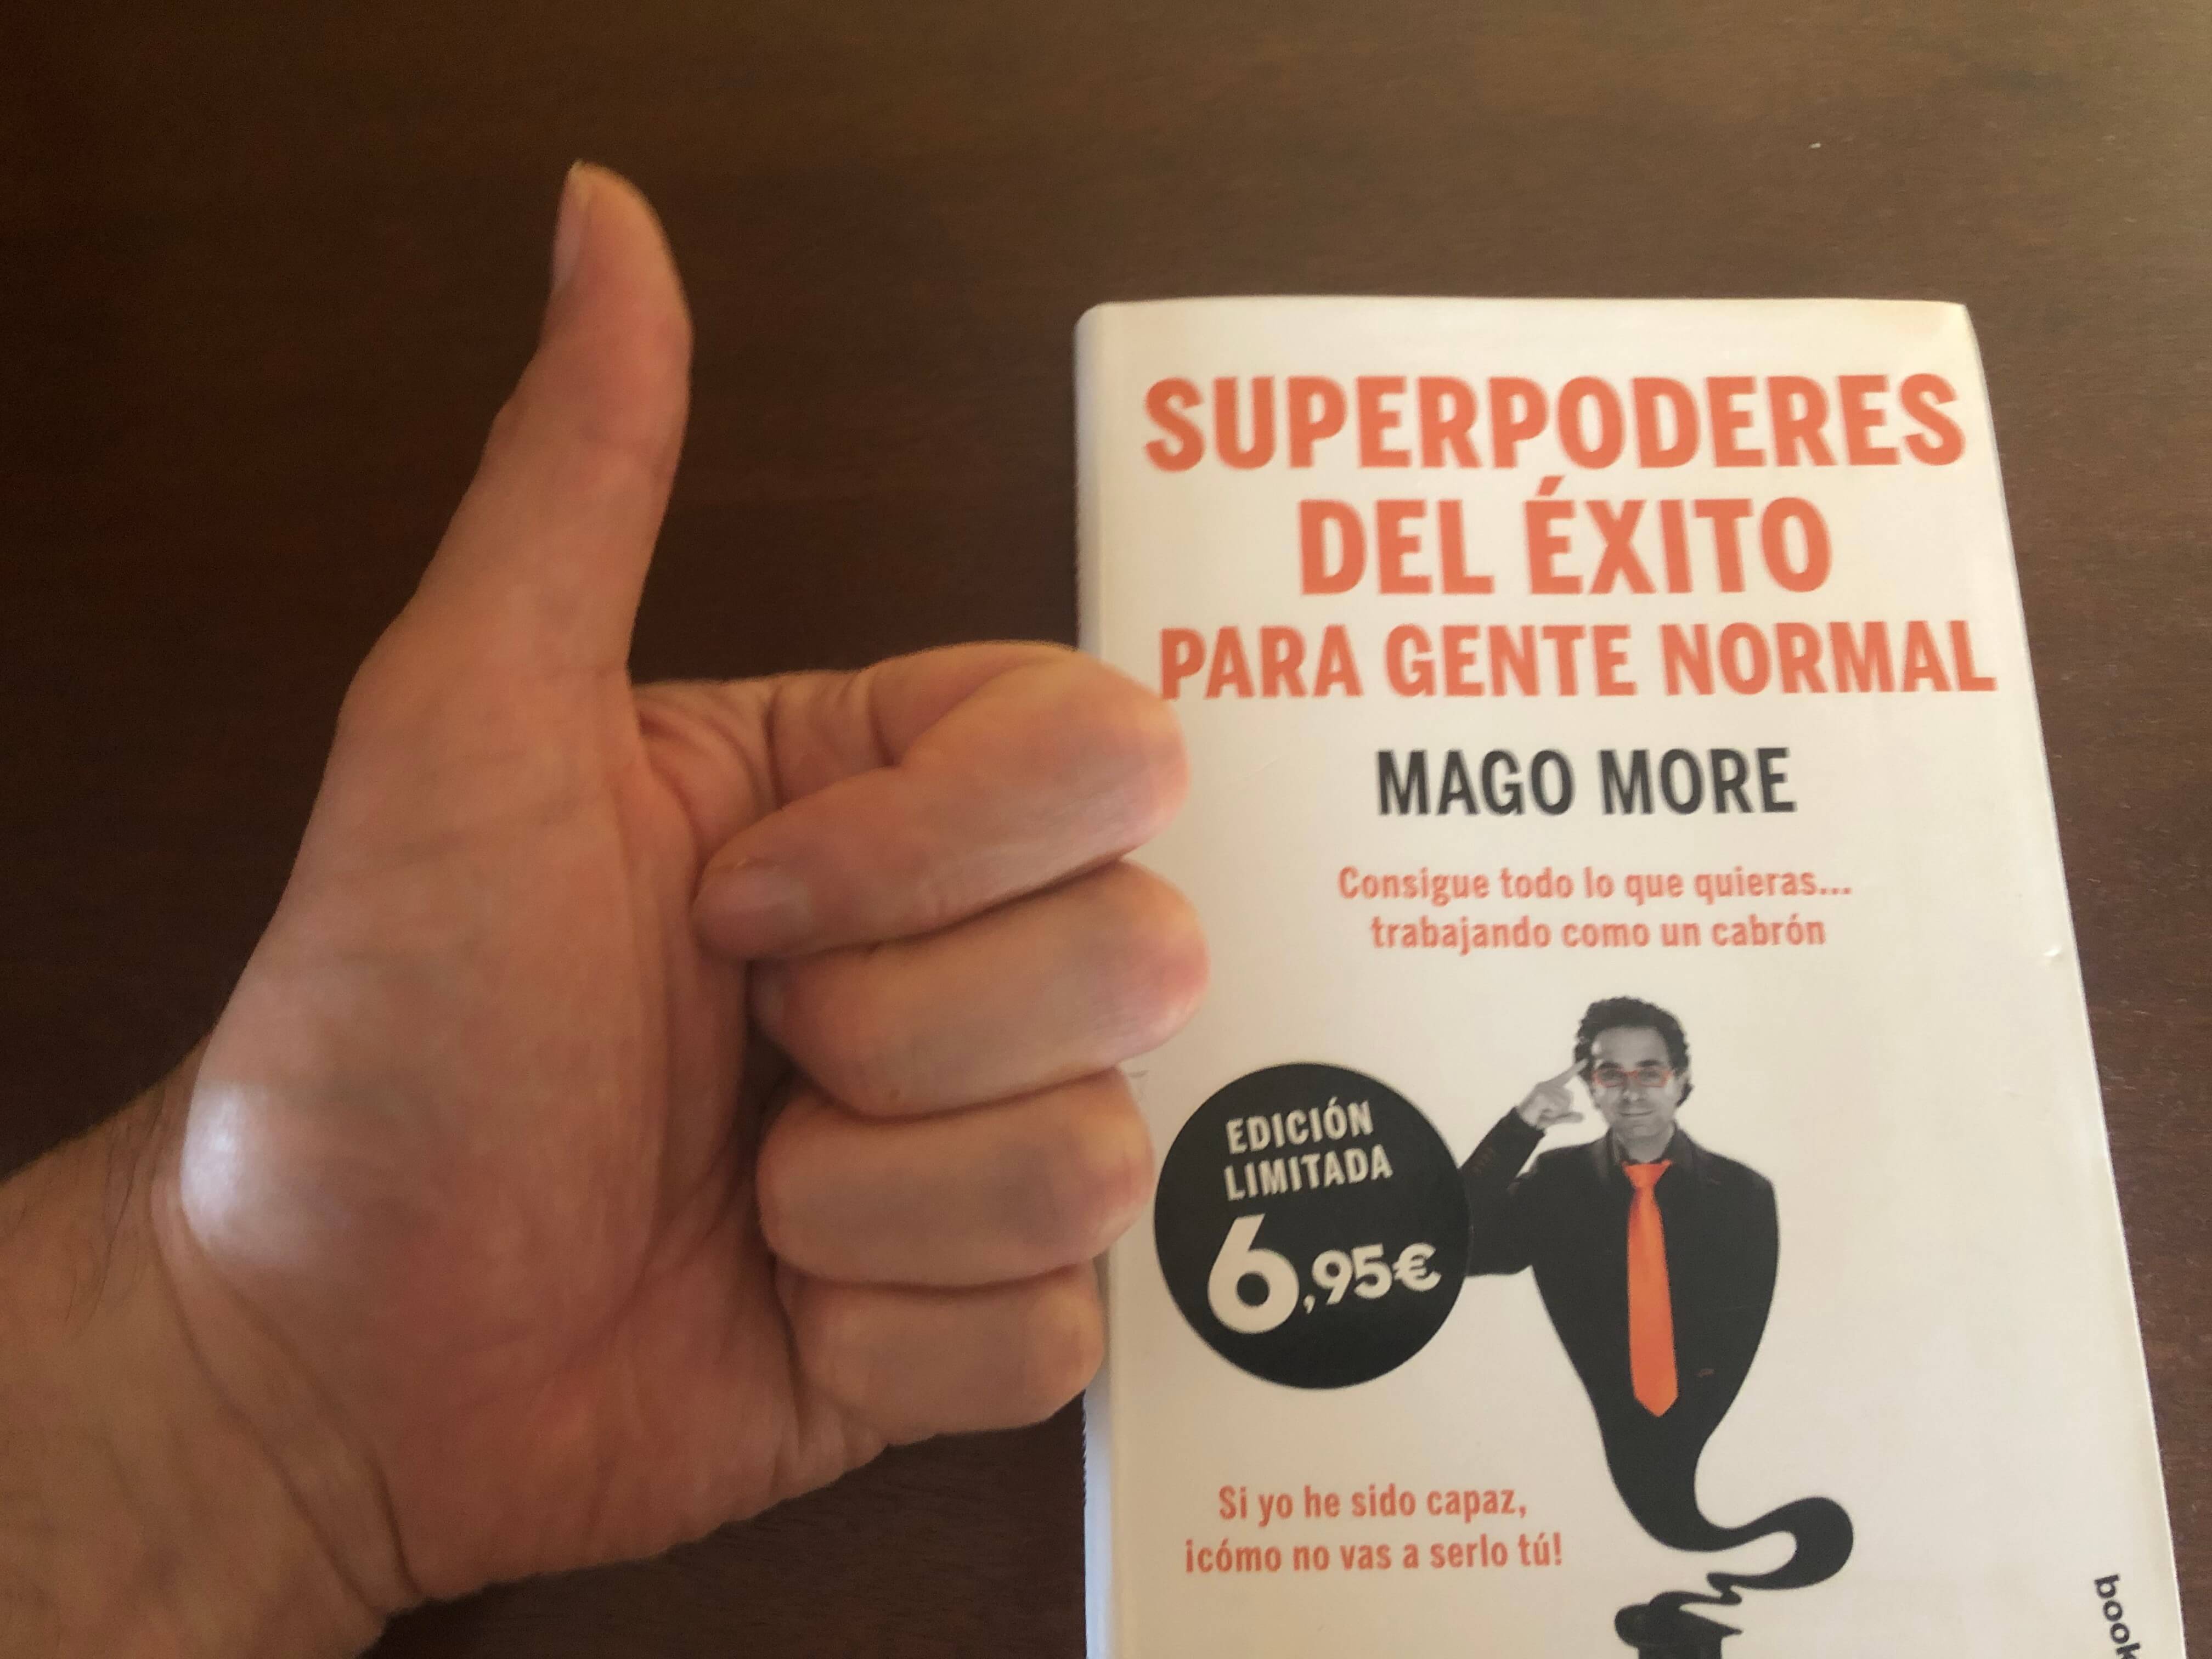 SUPERPODERES
DEL ÉXITO
PARA GENTE NORMAL
MAGO MORE
Consigue todo lo que quieras...
trabajando como un cabrón
EDICIÓN
LIMITADA
6,95€
Si yo he sido capaz,
¡cómo no vas a serlo tú!